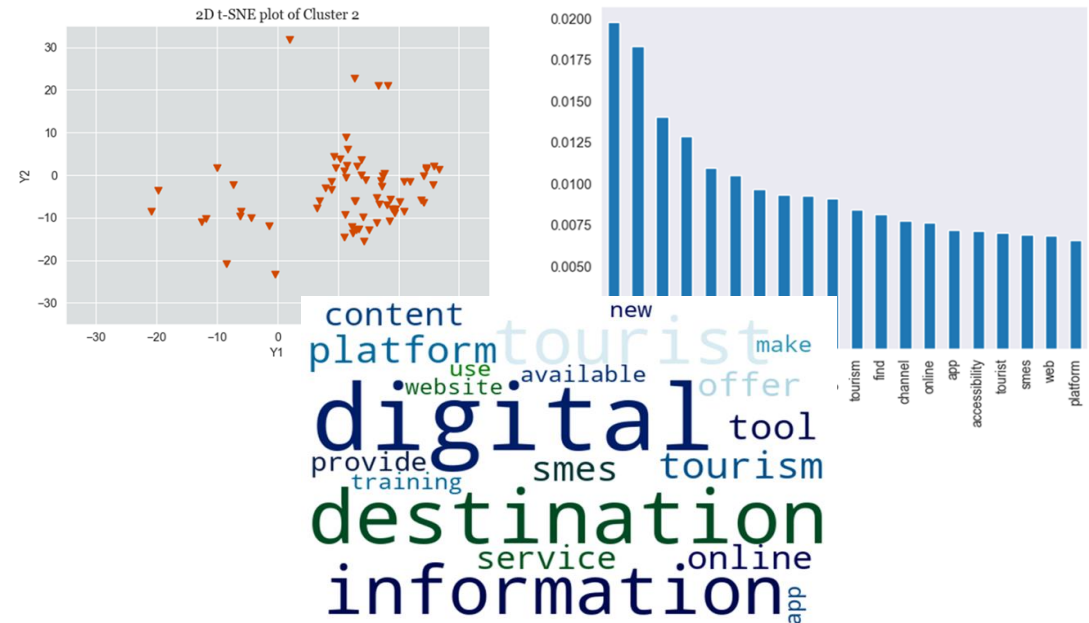 2D t-SNE plot of Cluster 2
Y2
30
20
10
0
−10
−20
−30
−30
−20
−10
0
Y1
0.0200
0.0175
0.0150
0.0125
0.0100
0.0075
0.0050
tourism
find
channel
online
app
accessibility
tourist
smes
web
platform
content
new
tourist
platform
make
use
available
website
offer
digital
tool
provide
smes
tourism
training
destination
service
online
information
app